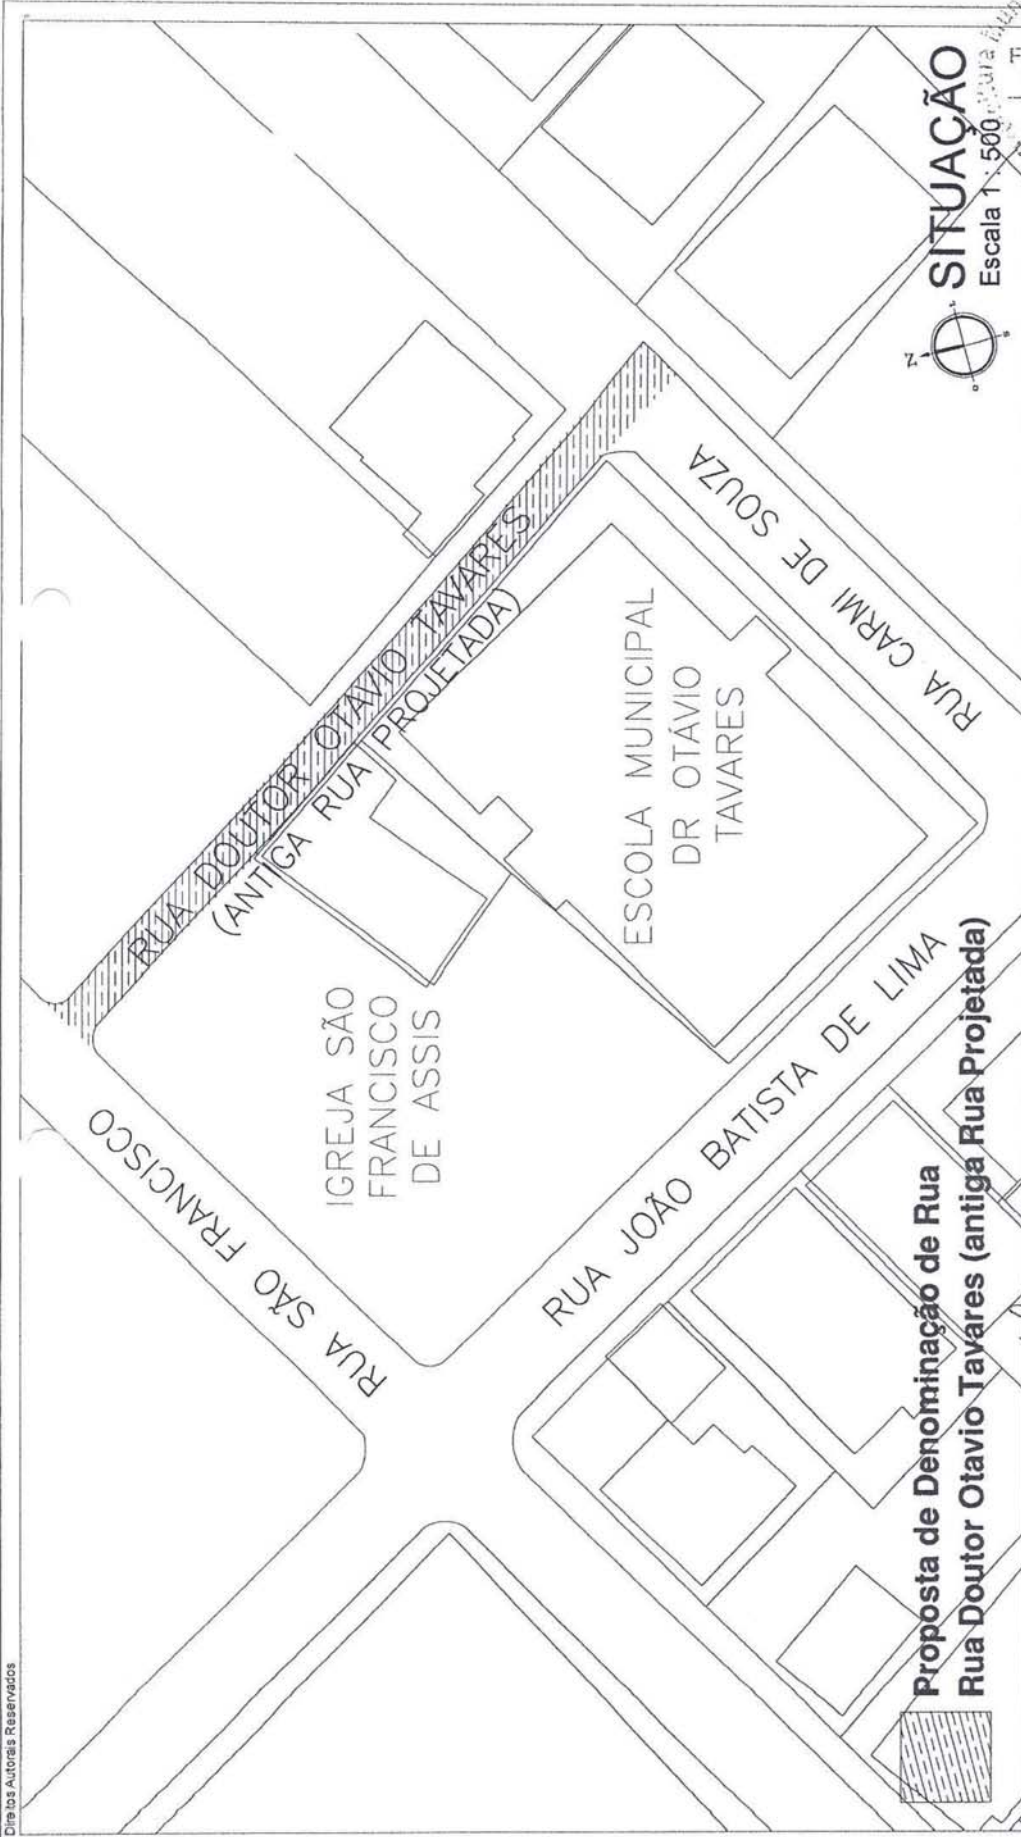 Direitos Autorais Reservados
RUA SÃO FRANCISCO
RUA DOUTOR OTAVIO TAVARES
(ANTIGA RUA PROJETADA)
IGREJA SÃO
FRANCISCO
DE ASSIS
ESCOLA MUNICIPAL
DR OTÁVIO
TAVARES
RUA CARMI DE SOUZA
RUA JOÃO BATISTA DE LIMA
Proposta de Denominação de Rua
Rua Doutor Otavio Tavares (antiga Rua Projetada)
N
S
O
SITUAÇÃO
Escala 1 : 500